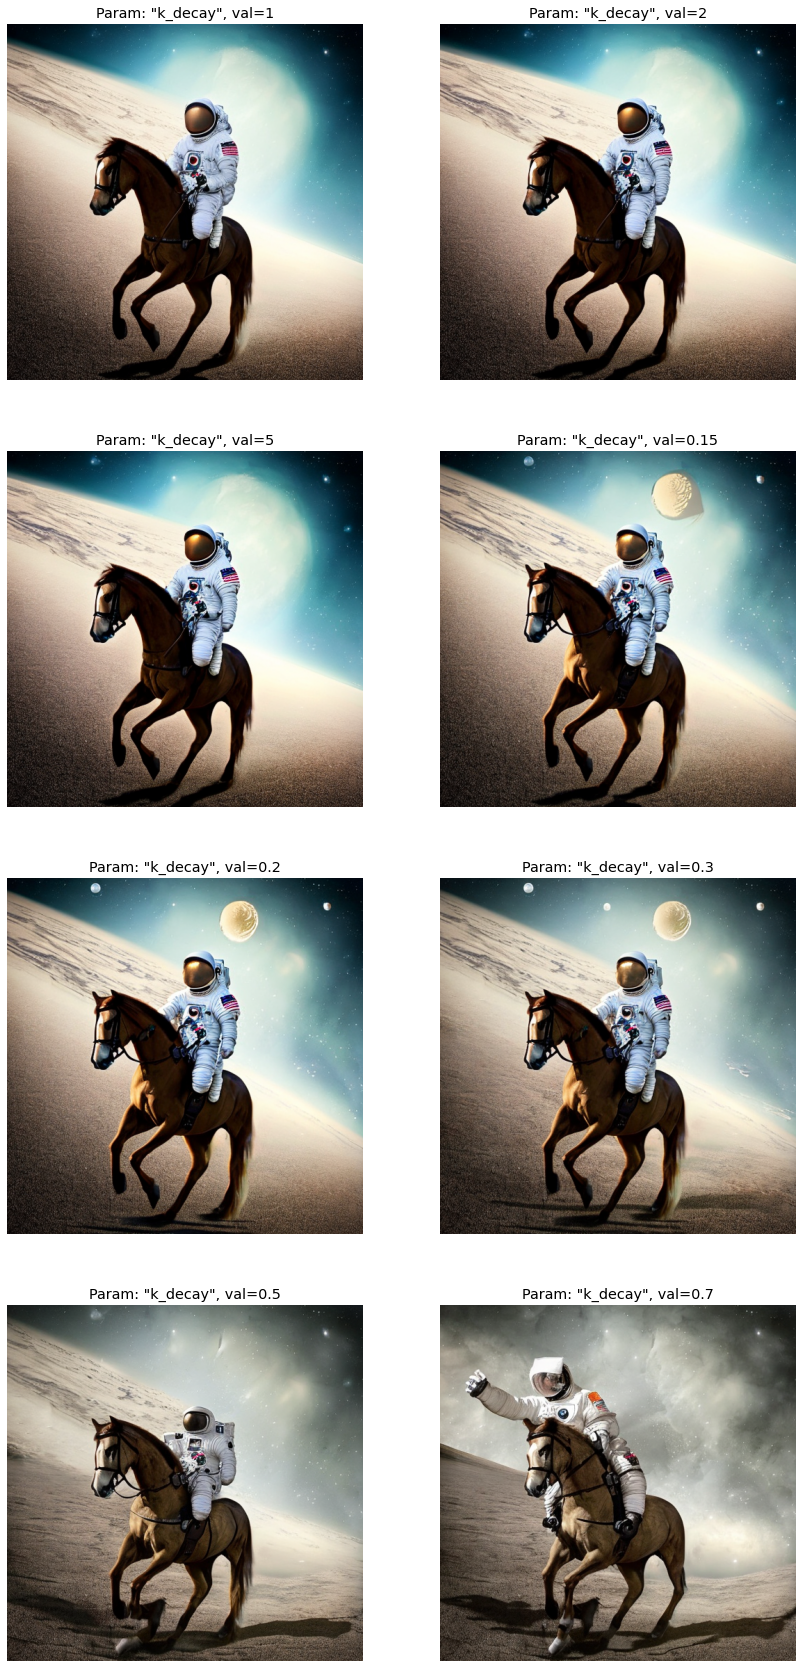 Param: "k_decay", val=1
Param: "k_decay", val=2
Param: "k_decay", val=5
Param: "k_decay", val=0.15
Param: "k_decay", val=0.2
Param: "k_decay", val=0.3
Param: "k_decay", val=0.5
Param: "k_decay", val=0.7